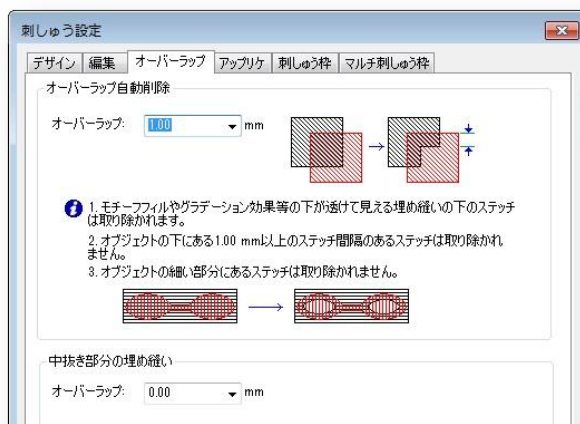 刺しゅう設定
デザイン 編集 オーバーラップ アップリケ 刺しゅう枠 マルチ刺しゅう枠
オーバーラップ自動削除
オーバーラップ: 1.00 mm
1. モチーフフィルやグラデーション効果等の下が透けて見える埋め縫いの下のステッチ
は取り除かれます。
2. オブジェクトの下にある1.00 mm以上のステッチ間隔のあるステッチは取り除かれ
ません。
3. オブジェクトの細い部分にあるステッチは取り除かれません。
中抜き部分の埋め縫い
オーバーラップ: 0.00 mm